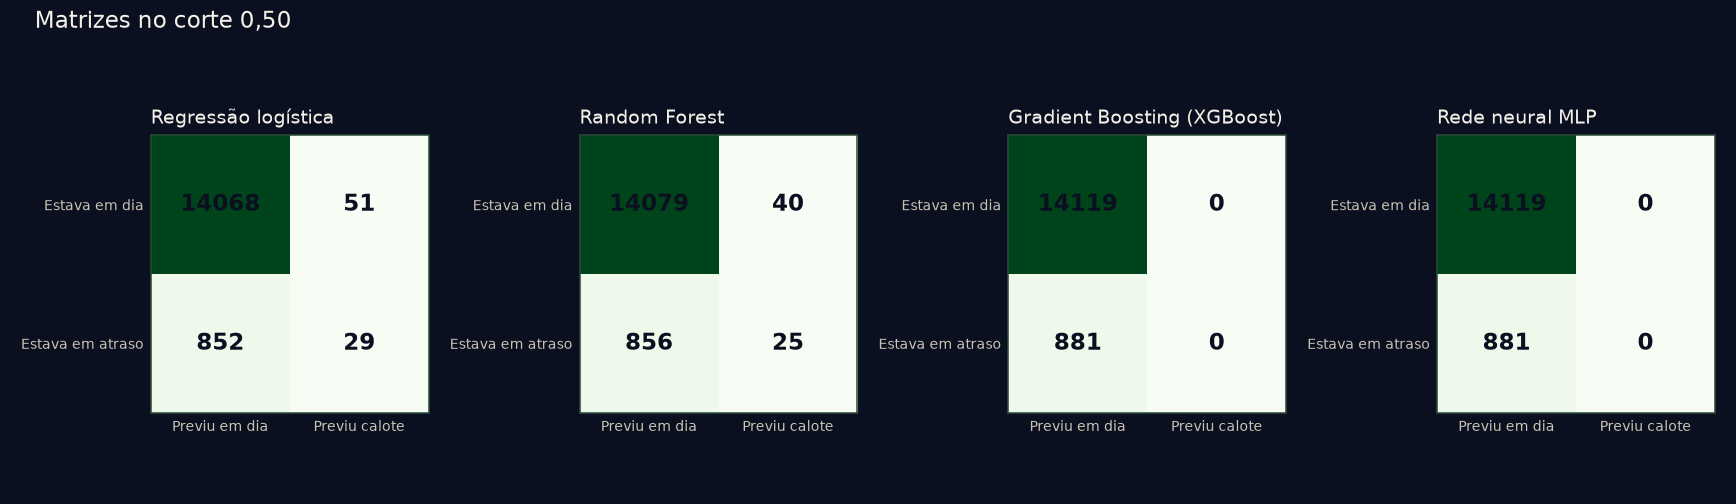 Matrizes no corte 0,50
Regressão logística
Estava em dia
14068
51
Estava em atraso
852
29
Previu em dia
Previu calote
Random Forest
Estava em dia
14079
40
Estava em atraso
856
25
Previu em dia
Previu calote
Gradient Boosting (XGBoost)
Estava em dia
14119
0
Estava em atraso
881
0
Previu em dia
Previu calote
Rede neural MLP
Estava em dia
14119
0
Estava em atraso
881
0
Previu em dia
Previu calote